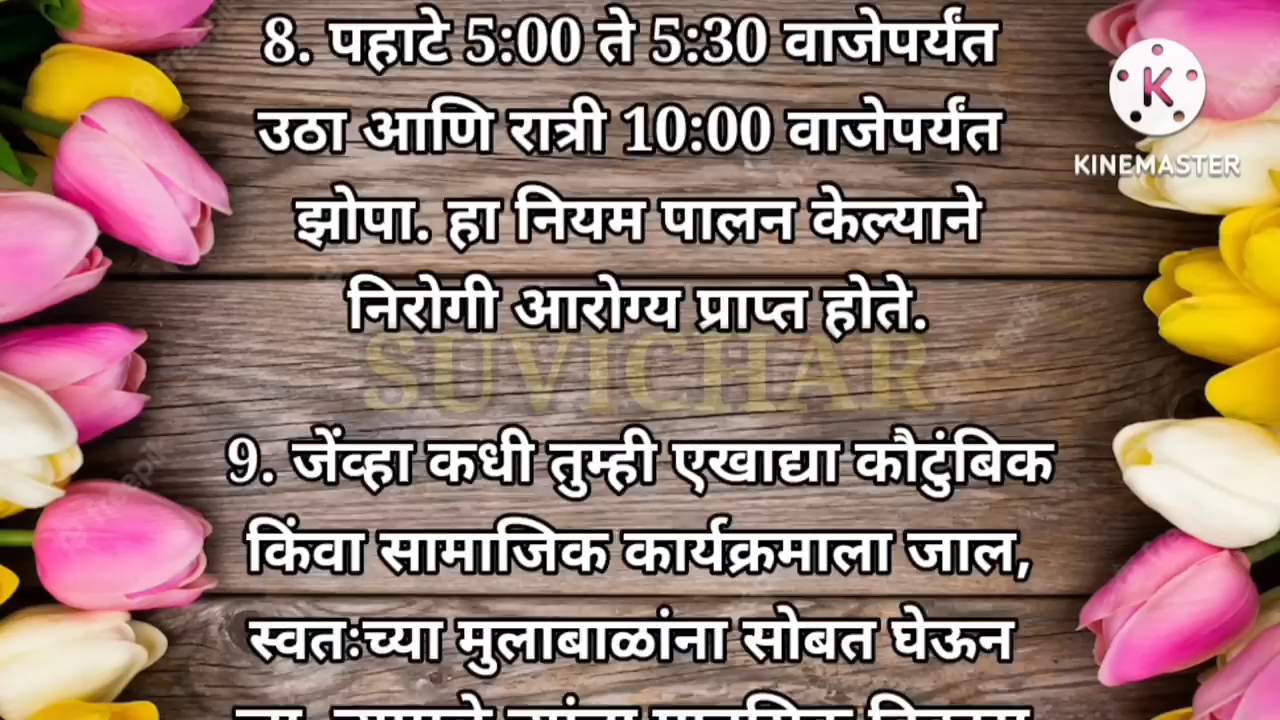 8. पहाटे 5:00 ते 5:30 वाजेपर्यंत
उठा आणि रात्री 10:00 वाजेपर्यंत
झोपा. हा नियम पालन केल्याने
निरोगी आरोग्य प्राप्त होते.
SUVICHAR
9. जेंव्हा कधी तुम्ही एखाद्या कौटुंबिक
किंवा सामाजिक कार्यक्रमाला जाल,
स्वतःच्या मुलाबाळांना सोबत घेऊन
K
KINEMASTER